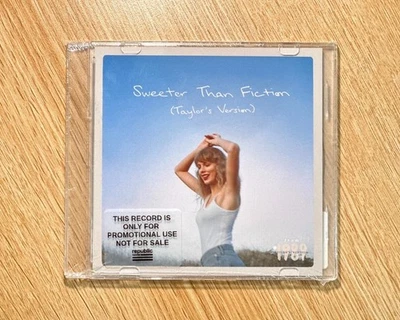 Sweeter Than Fiction
(Taylor's Version)
THIS RECORD IS
ONLY FOR
PROMOTIONAL USE
NOT FOR SALE
republic